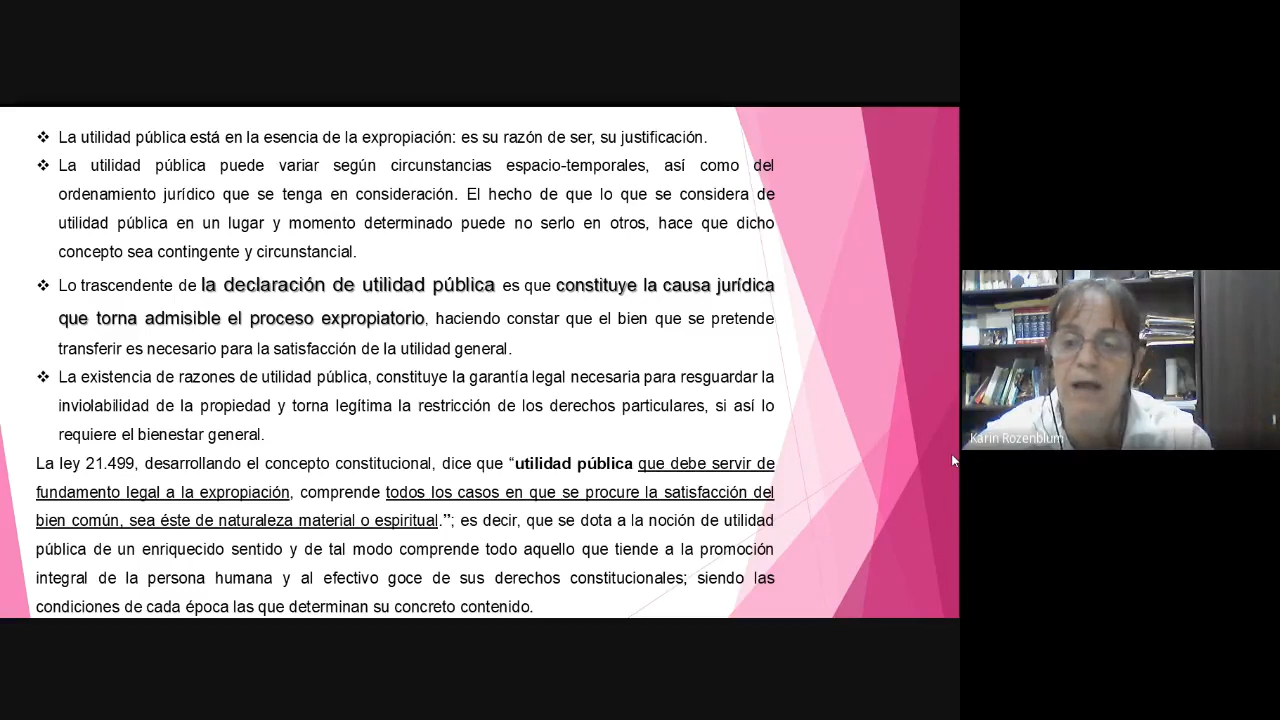 ❖ La utilidad pública está en la esencia de la expropiación: es su razón de ser, su justificación.
❖ La utilidad pública puede variar según circunstancias espacio-temporales, así como del
ordenamiento jurídico que se tenga en consideración. El hecho de que lo que se considera de
utilidad pública en un lugar y momento determinado puede no serlo en otros, hace que dicho
concepto sea contingente y circunstancial.
❖ Lo trascendente de la declaración de utilidad pública es que constituye la causa jurídica
que torna admisible el proceso expropiatorio, haciendo constar que el bien que se pretende
transferir es necesario para la satisfacción de la utilidad general.
❖ La existencia de razones de utilidad pública, constituye la garantía legal necesaria para resguardar la
inviolabilidad de la propiedad y torna legítima la restricción de los derechos particulares, si así lo
requiere el bienestar general.
La ley 21.499, desarrollando el concepto constitucional, dice que “utilidad pública que debe servir de
fundamento legal a la expropiación, comprende todos los casos en que se procure la satisfacción del
bien común, sea éste de naturaleza material o espiritual.”; es decir, que se dota a la noción de utilidad
pública de un enriquecido sentido y de tal modo comprende todo aquello que tiende a la promoción
integral de la persona humana y al efectivo goce de sus derechos constitucionales; siendo las
condiciones de cada época las que determinan su concreto contenido.
Karin Rozenblum